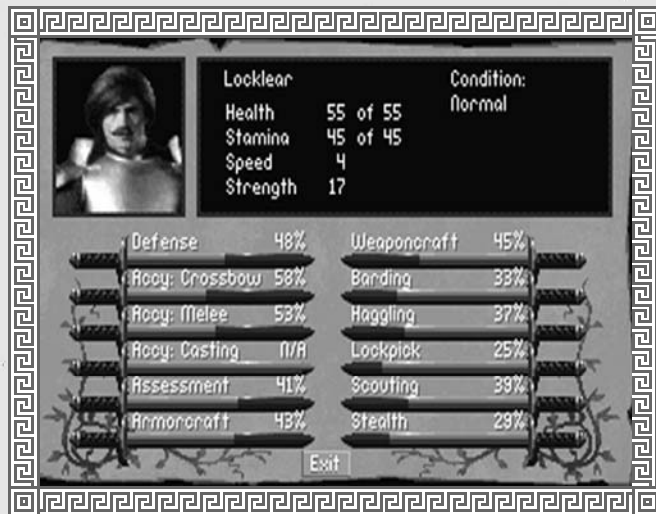 Locklear
Condition:
Normal
Health 55 of 55
Stamina 45 of 45
Speed 4
Strength 17
Defense 48%
Accy: Crossbow 58%
Accy: Melee 53%
Accy: Casting N/A
Assessment 41%
Armorcraft 43%
Weaponcraft 45%
Barding 33%
Haggling 37%
Lockpick 25%
Scouting 39%
Stealth 29%
Exit